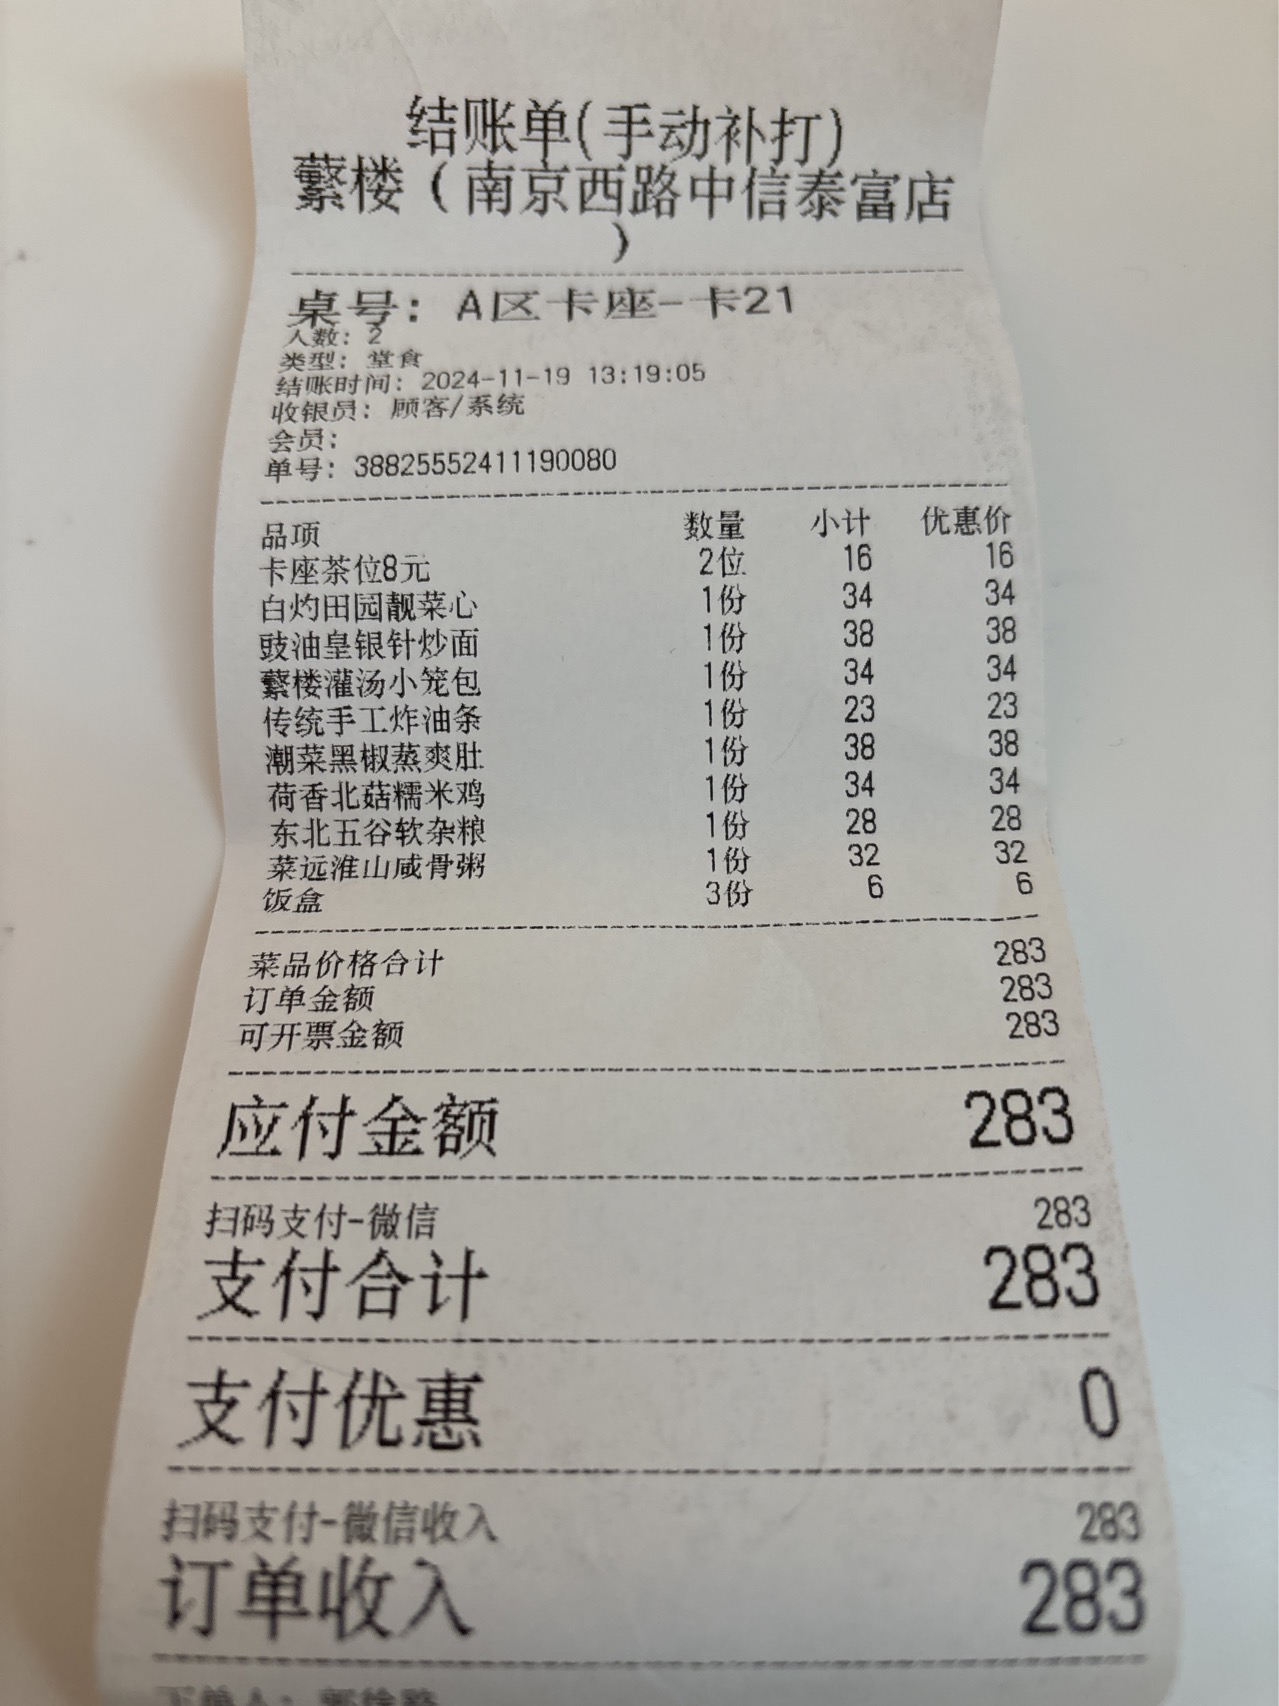 结账单(手动补打)
蘩楼(南京西路中信泰富店
)
桌号: A区卡座-卡21
人数: 2
类型: 堂食
结账时间: 2024-11-19 13:19:05
收银员: 顾客/系统
会员:
单号: 38825552411190080
品项 数量 小计 优惠价
卡座茶位8元 2位 16 16
白灼田园靓菜心 1份 34 34
豉油皇银针炒面 1份 38 38
蘩楼灌汤小笼包 1份 34 34
传统手工炸油条 1份 23 23
潮菜黑椒蒸爽肚 1份 38 38
荷香北菇糯米鸡 1份 34 34
东北五谷软杂粮 1份 28 28
菜远淮山咸骨粥 1份 32 32
饭盒 3份 6 6
菜品价格合计 283
订单金额 283
可开票金额 283
应付金额 283
扫码支付-微信 283
支付合计 283
支付优惠 0
扫码支付-微信收入 283
订单收入 283
下单人: